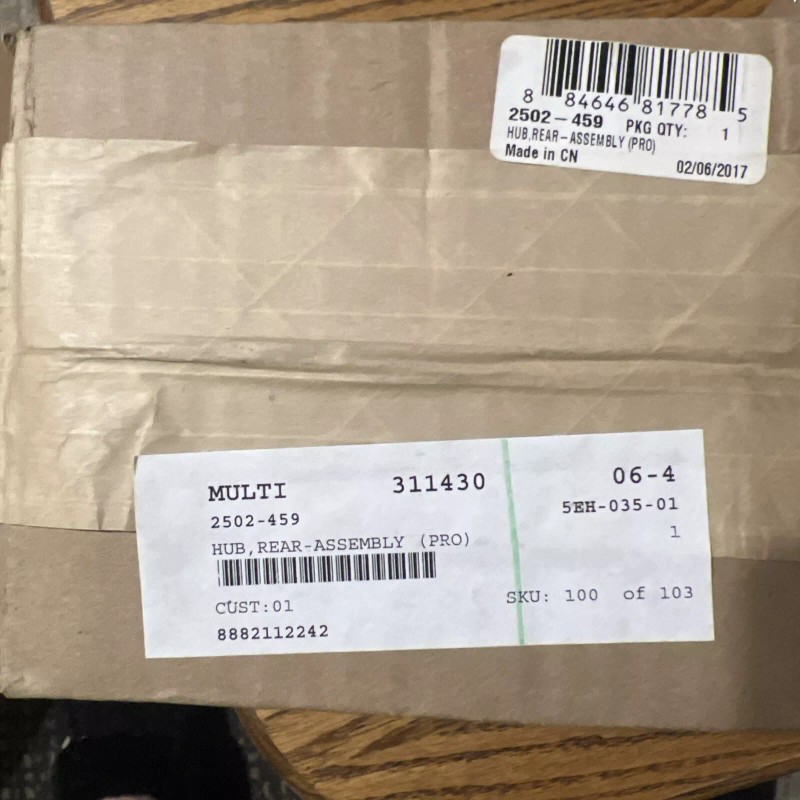 8 84646 81778 5
2502-459 PKG QTY: 1
HUB,REAR-ASSEMBLY (PRO)
Made in CN
02/06/2017
MULTI 311430 06-4
2502-459 5EH-035-01
HUB,REAR-ASSEMBLY (PRO) 1
CUST:01 SKU: 100 of 103
8882112242